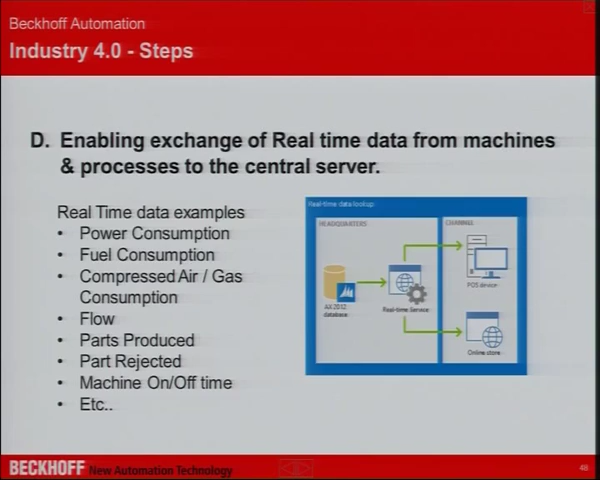 Beckhoff Automation
Industry 4.0 - Steps
D. Enabling exchange of Real time data from machines
& processes to the central server.
Real Time data examples
• Power Consumption
• Fuel Consumption
• Compressed Air / Gas
Consumption
• Flow
• Parts Produced
• Part Rejected
• Machine On/Off time
• Etc..
Real-time data lookup
HEADQUARTERS
CHANNEL
AX 2012
database
Real-time Service
POS device
Online store
BECKHOFF New Automation Technology
48